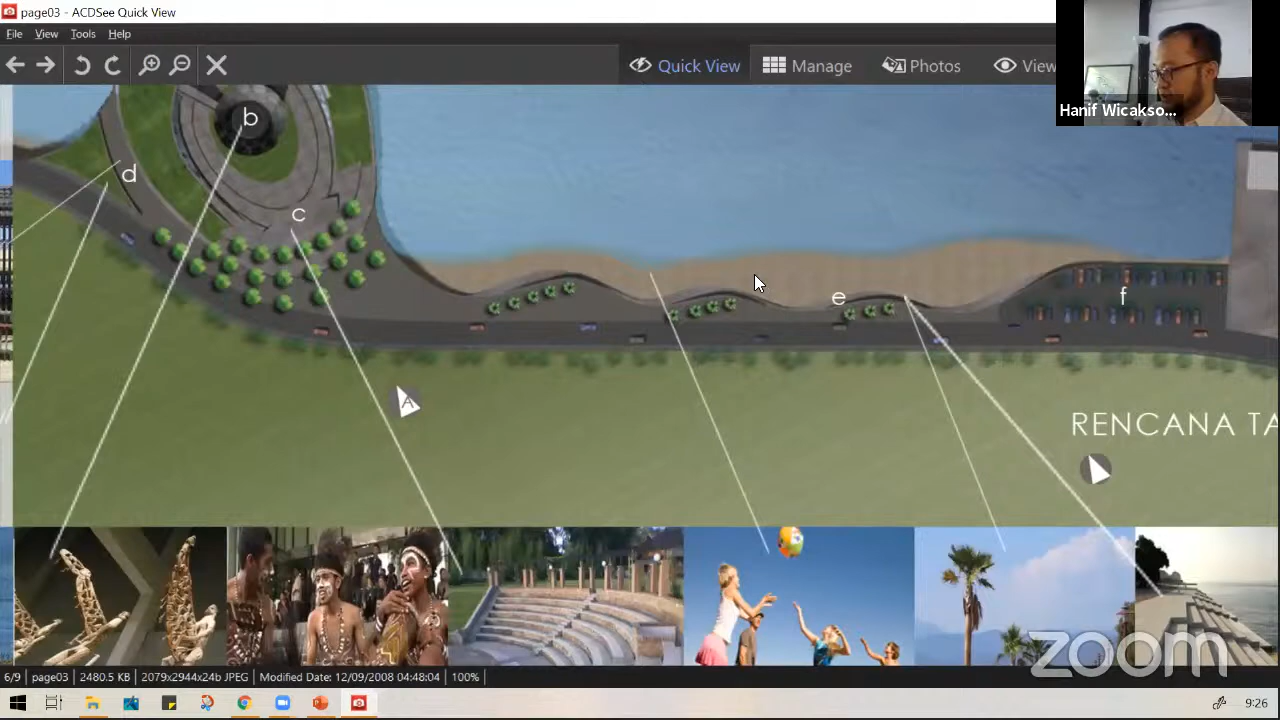 page03 - ACDSee Quick View
File View Tools Help
Quick View
Manage
Photos
View
Hanif Wicakso...
b
d
c
e
f
A
RENCANA TA
zoom
6/9 page03 2480.5 KB 2079x2944x24b JPEG Modified Date: 12/09/2008 04:48:04 100%
9:26